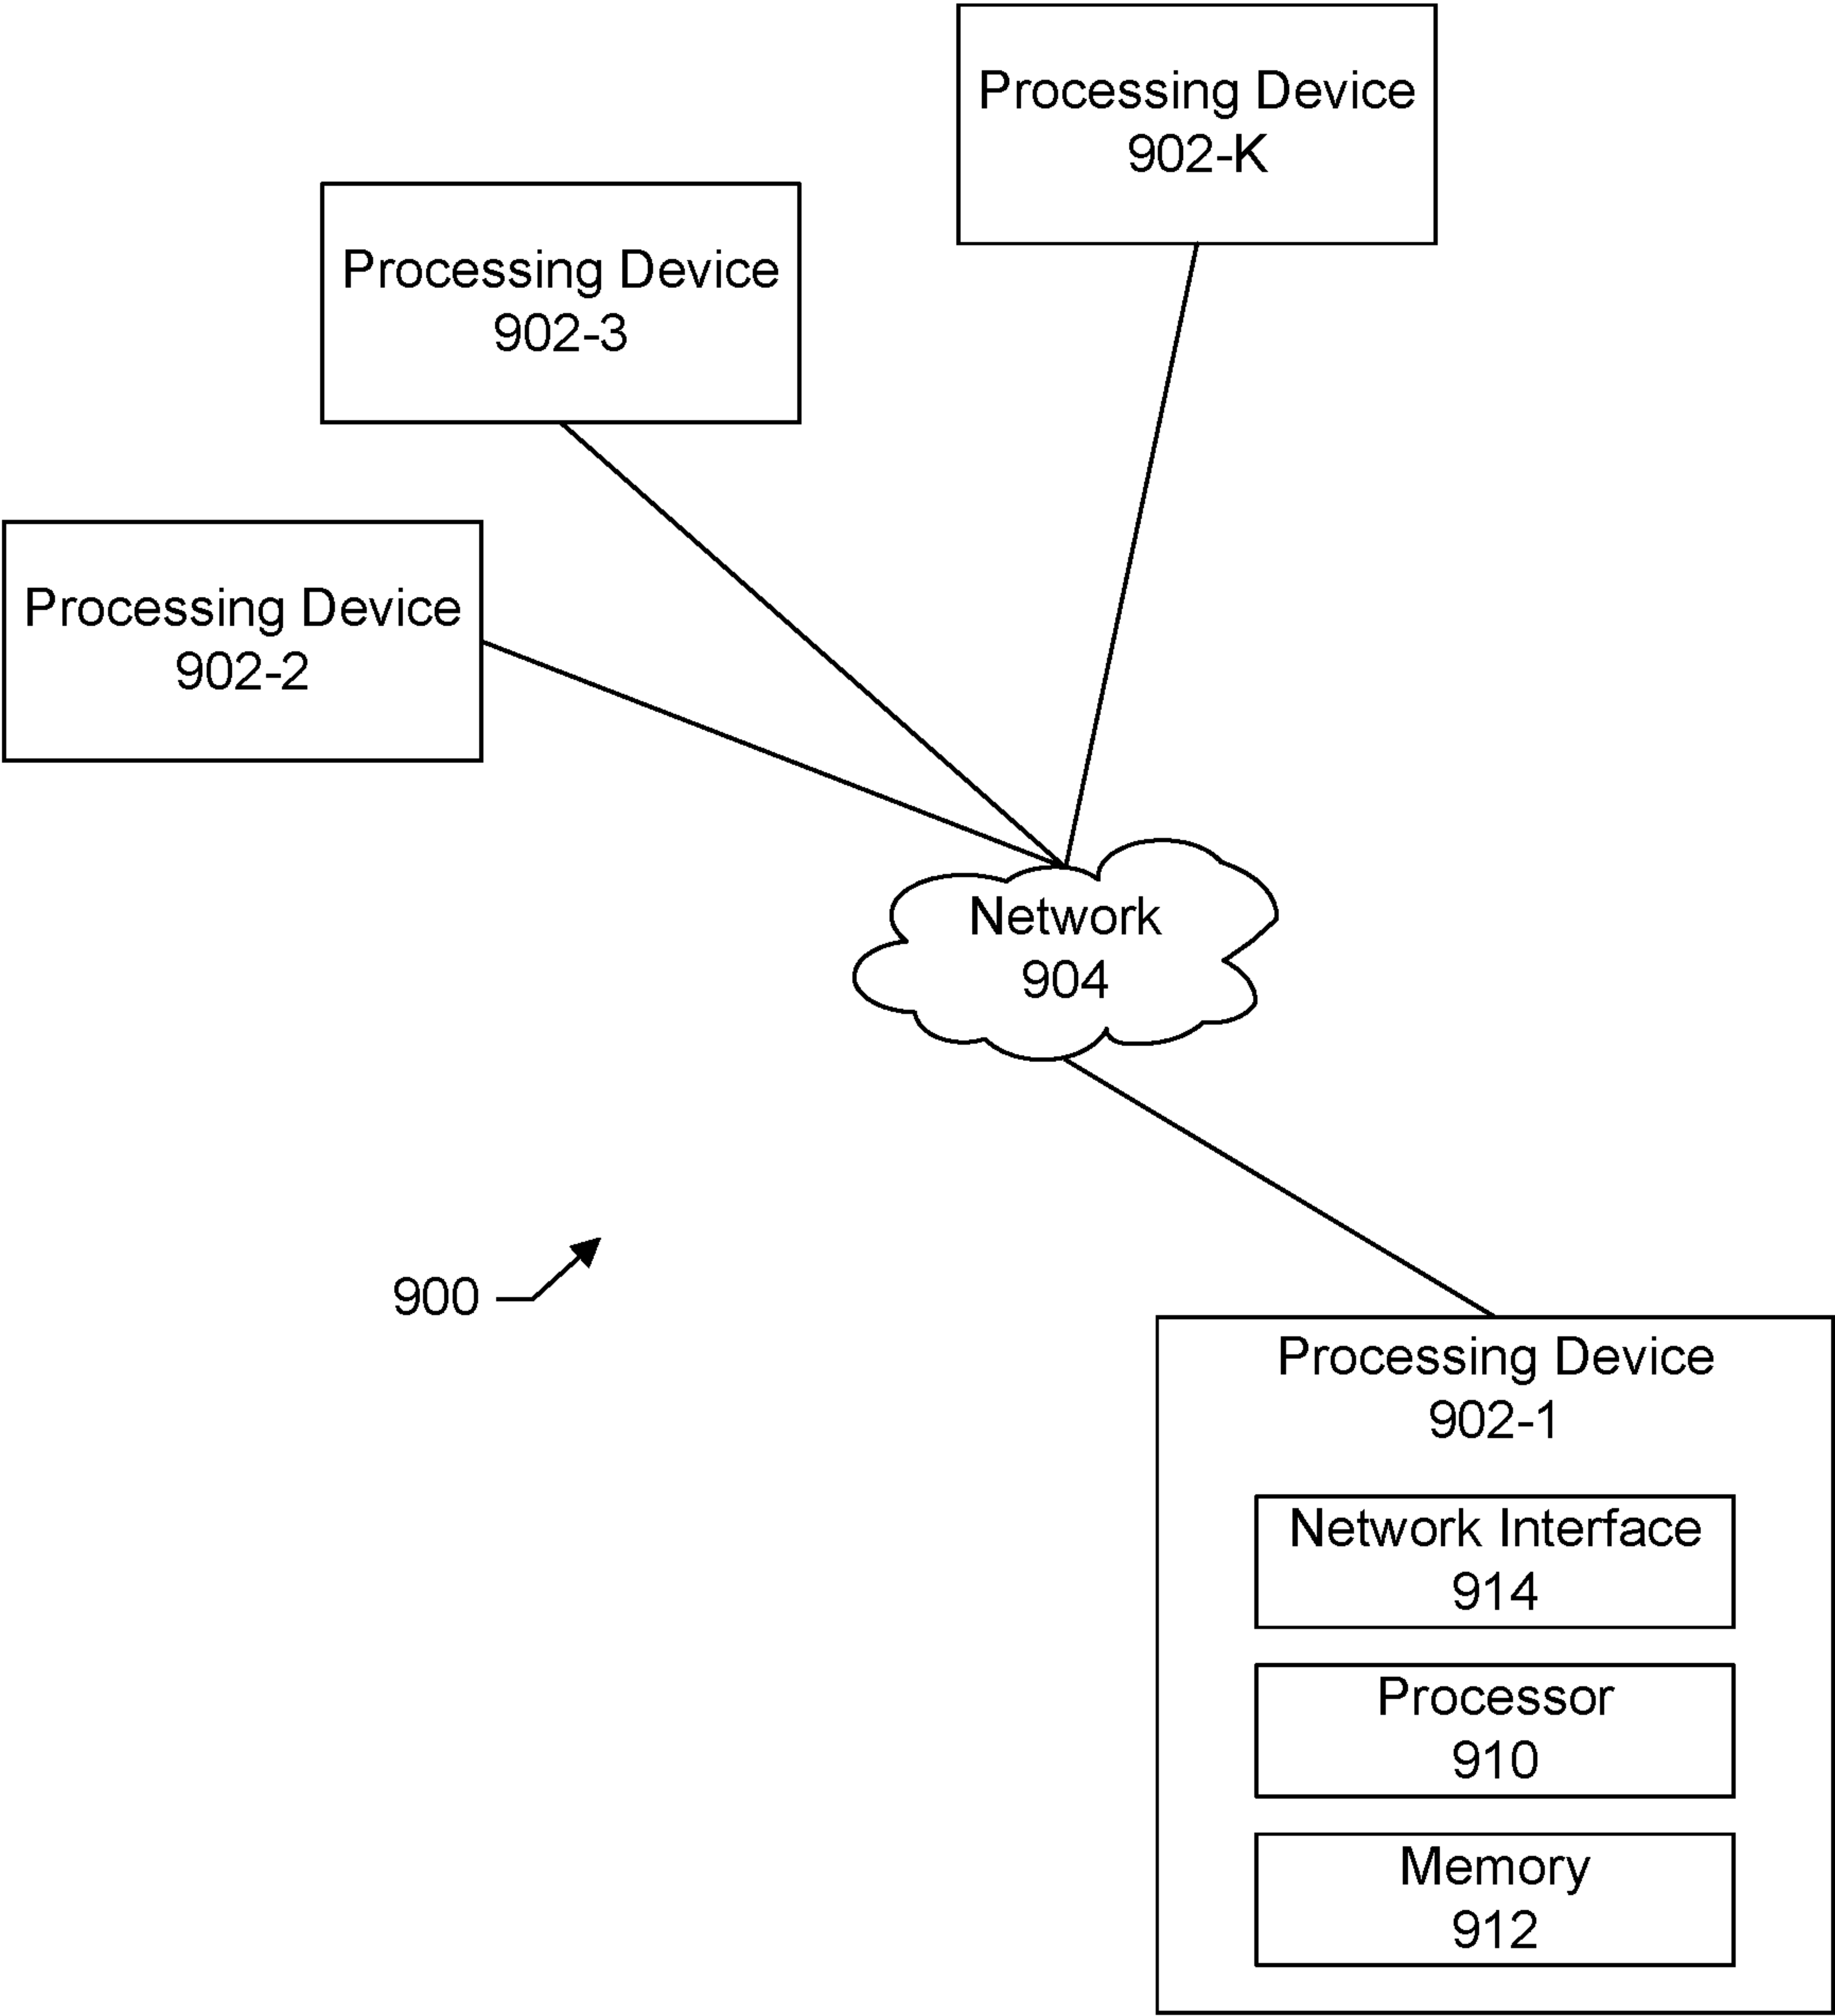 Processing Device
902-K
Processing Device
902-3
Processing Device
902-2
Network
904
900
Processing Device
902-1
Network Interface
914
Processor
910
Memory
912